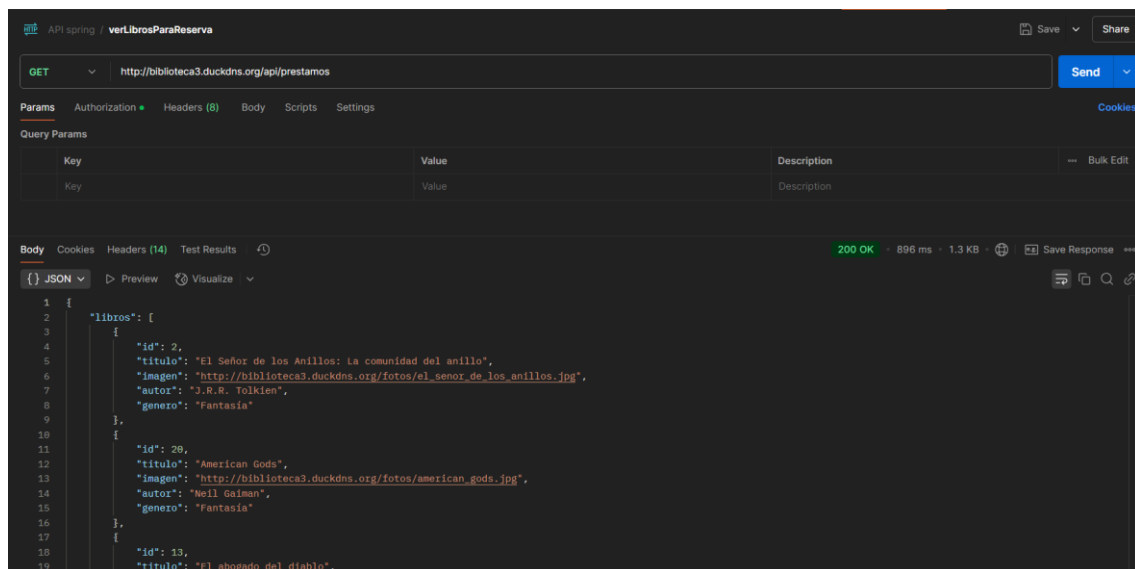 HTTP API spring / verLibrosParaReserva Save Share
GET http://biblioteca3.duckdns.org/api/prestamos Send
Params Authorization Headers (8) Body Scripts Settings Cookies
Query Params
Key Value Description Bulk Edit
Key Value Description
Body Cookies Headers (14) Test Results 200 OK 896 ms 1.3 KB e.g. Save Response
{} JSON Preview Visualize
1 {
2 "libros": [
3 {
4 "id": 2,
5 "titulo": "El Señor de los Anillos: La comunidad del anillo",
6 "imagen": "http://biblioteca3.duckdns.org/fotos/el_senor_de_los_anillos.jpg",
7 "autor": "J.R.R. Tolkien",
8 "genero": "Fantasía"
9 },
10 {
11 "id": 20,
12 "titulo": "American Gods",
13 "imagen": "http://biblioteca3.duckdns.org/fotos/american_gods.jpg",
14 "autor": "Neil Gaiman",
15 "genero": "Fantasía"
16 },
17 {
18 "id": 13,
19 "titulo": "El abogado del diablo",